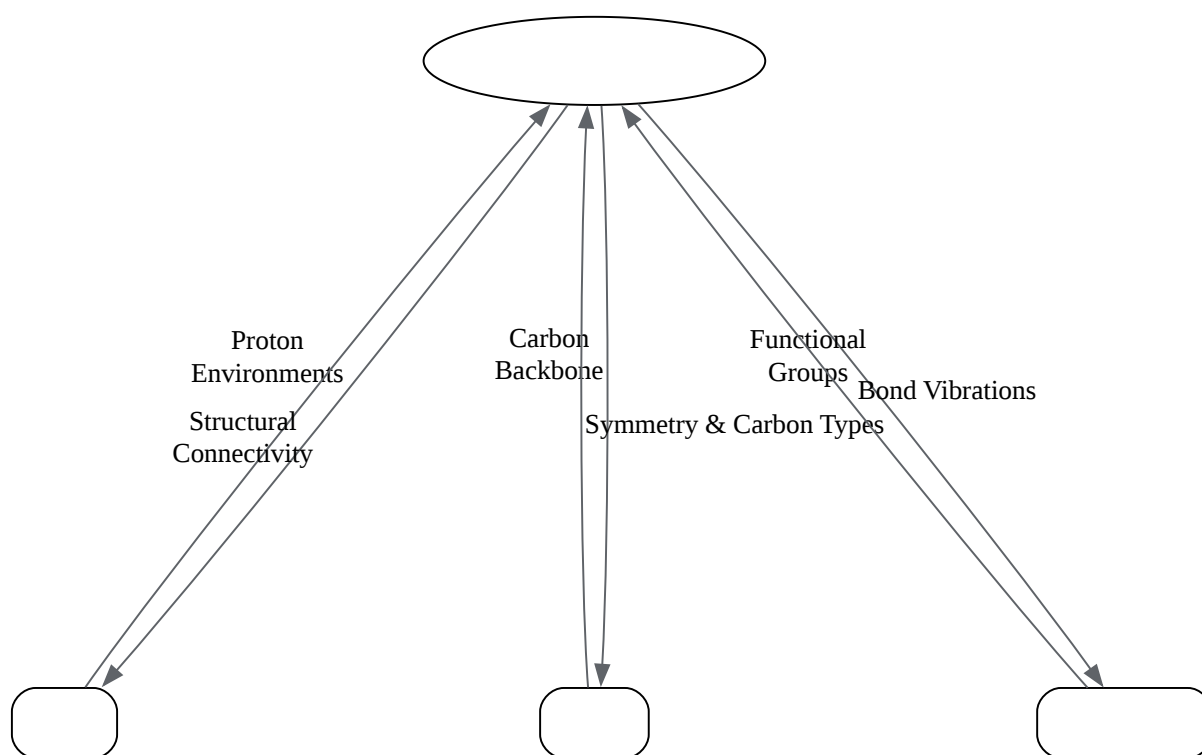 Proton
Environments
Structural
Connectivity
Carbon
Backbone
Symmetry & Carbon Types
Functional
Groups
Bond Vibrations